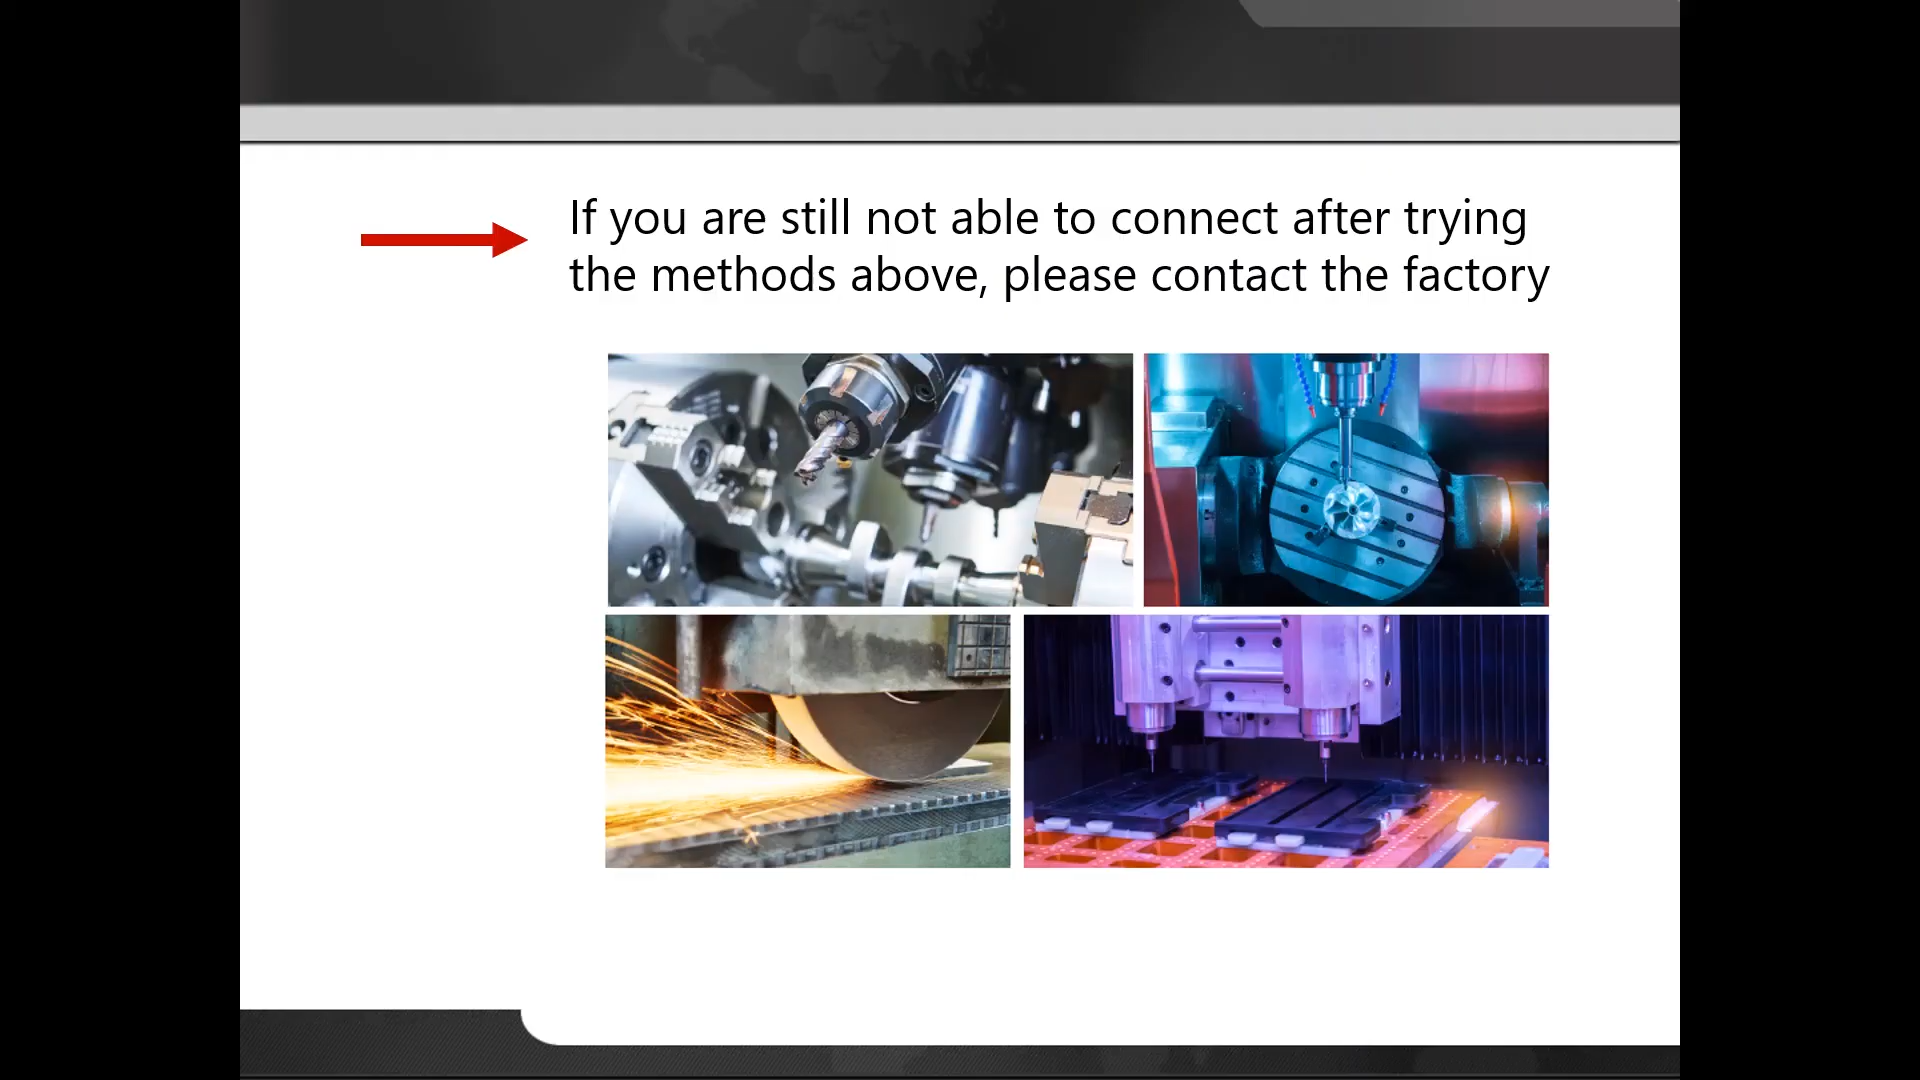 If you are still not able to connect after trying
the methods above, please contact the factory